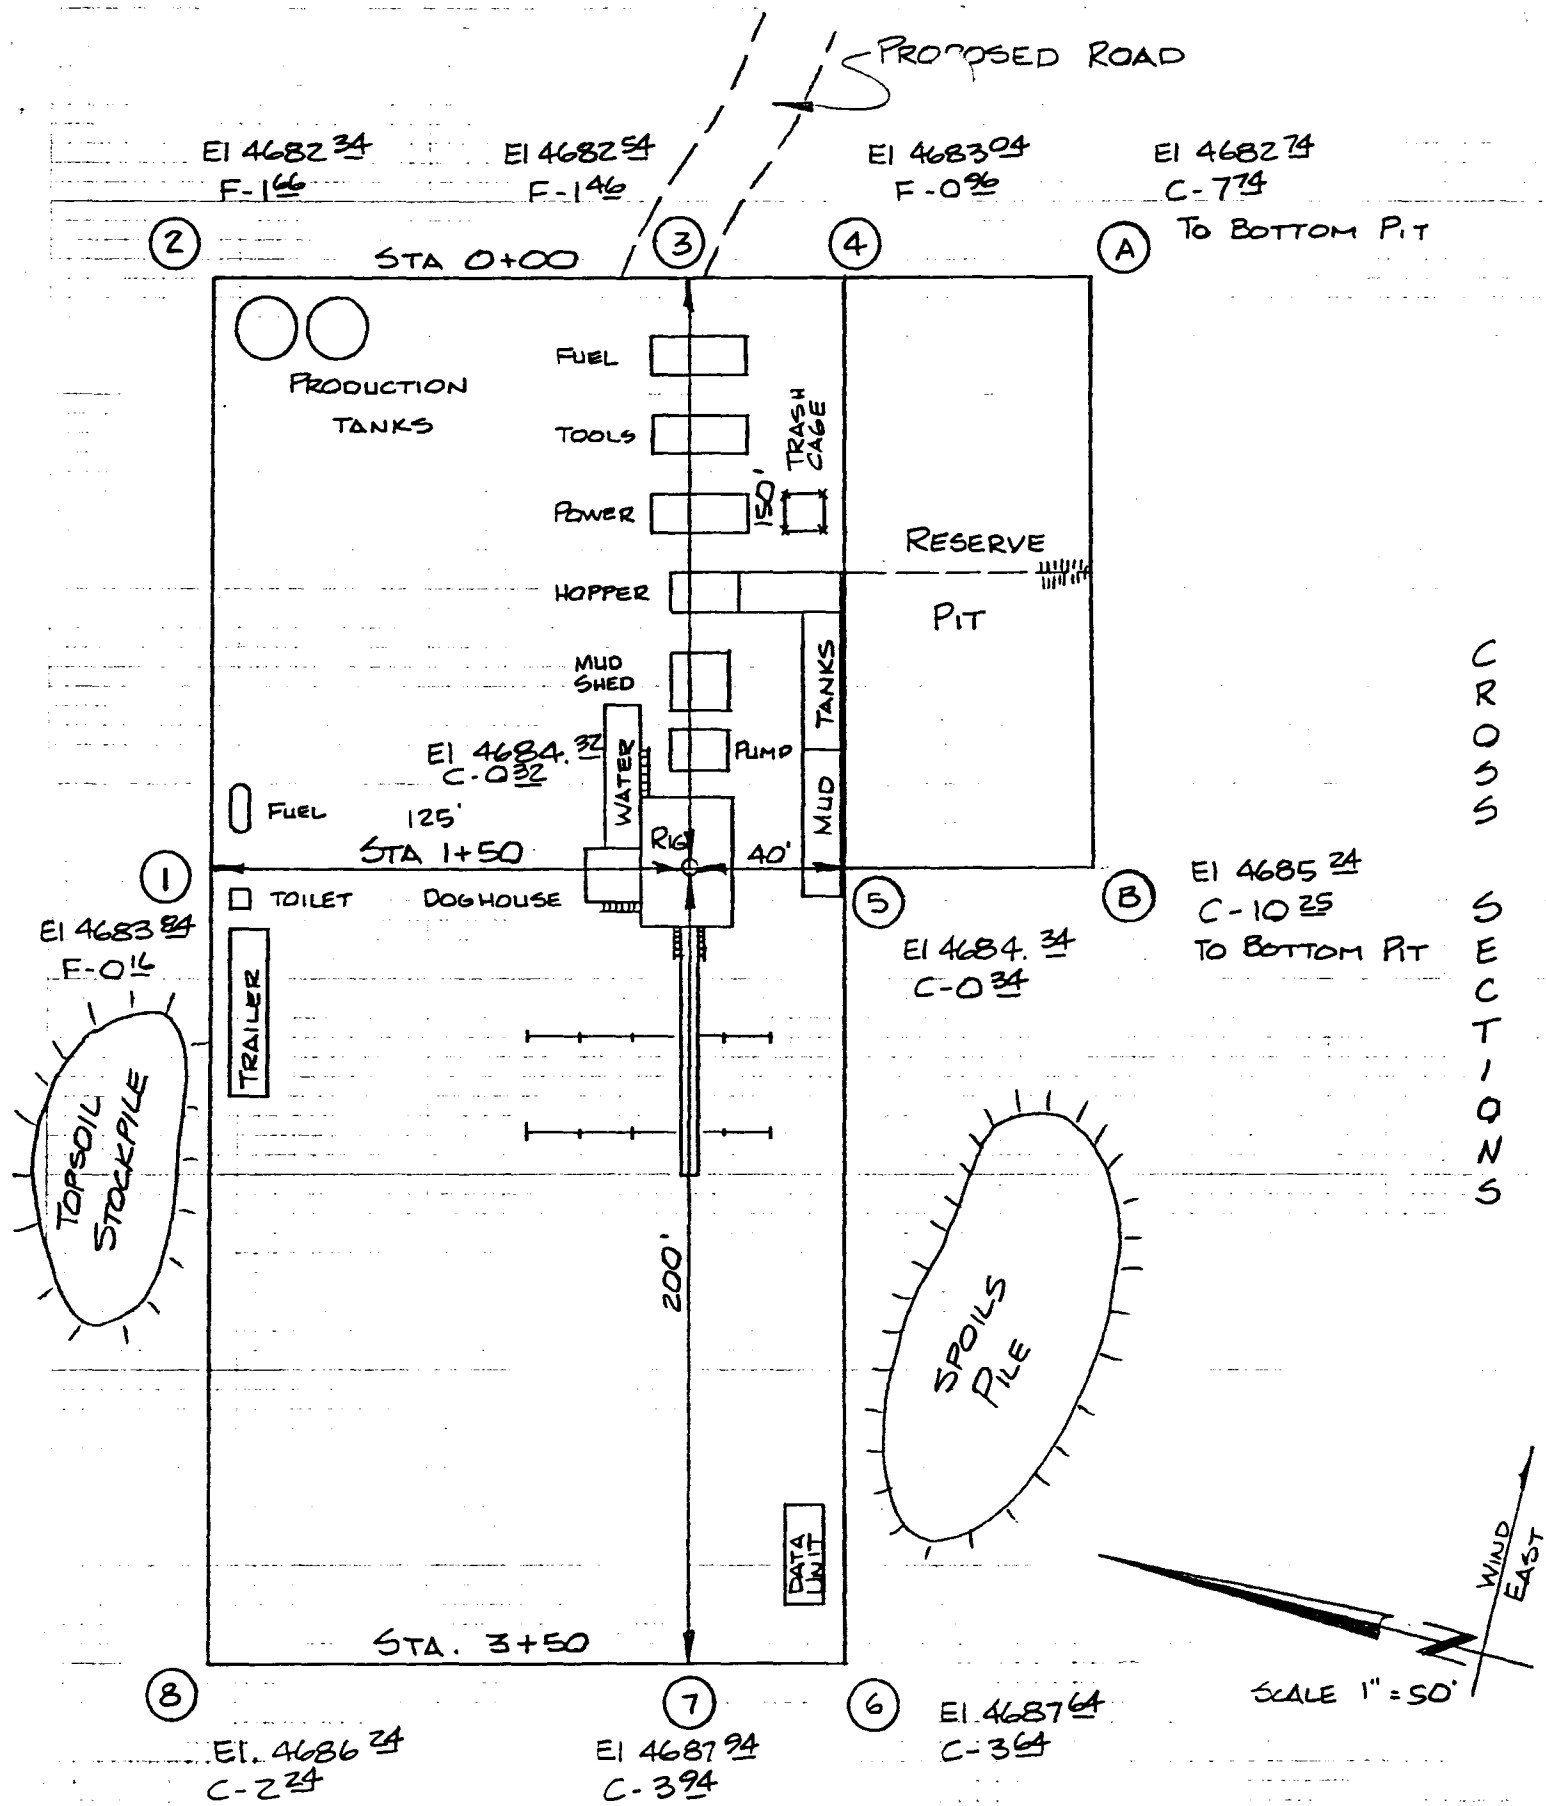 PROPOSED ROAD
El 4682 34
F-1 66
El 4682 54
F-1 46
El 4683 04
F-0 96
El 4682 74
C-7 74
To BOTTOM PIT
2
STA 0+00
3
4
A
PRODUCTION
TANKS
FUEL
TOOLS
POWER
150'
TRASH
CAGE
HOPPER
RESERVE
PIT
MUD
SHED
PUMP
MUD TANKS
WATER
El 4684. 32
C-0 32
FUEL
125'
STA 1+50
RIG
40'
1
TOILET
DOGHOUSE
5
B
El 4685 24
C-10 25
TO BOTTOM PIT
El 4683 84
F-0 16
El 4684. 34
C-0 34
TRAILER
TOPSOIL
STOCKPILE
200'
SPOILS
PILE
CROSS SECTIONS
DATA
UNIT
WIND
EAST
N
SCALE 1" = 50'
STA. 3+50
8
7
6
El. 4686 24
C-2 24
El 4687 94
C-3 94
El. 4687 64
C-3 64